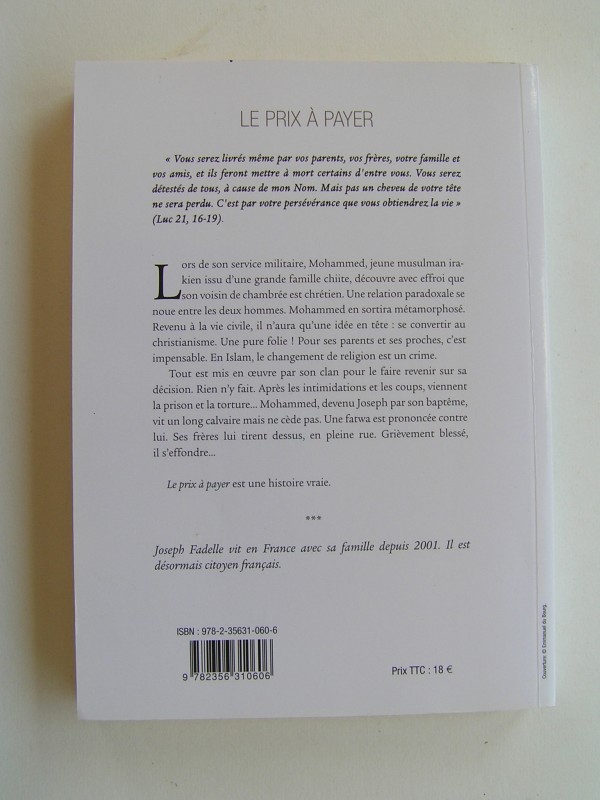 LE PRIX À PAYER
« Vous serez livrés même par vos parents, vos frères, votre famille et
vos amis, et ils feront mettre à mort certains d'entre vous. Vous serez
détestés de tous, à cause de mon Nom. Mais pas un cheveu de votre tête
ne sera perdu. C'est par votre persévérance que vous obtiendrez la vie »
(Luc 21, 16-19).
Lors de son service militaire, Mohammed, jeune musulman ira-
kien issu d'une grande famille chiite, découvre avec effroi que
son voisin de chambrée est chrétien. Une relation paradoxale se
noue entre les deux hommes. Mohammed en sortira métamorphosé.
Revenu à la vie civile, il n'aura qu'une idée en tête : se convertir au
christianisme. Une pure folie ! Pour ses parents et ses proches, c'est
impensable. En Islam, le changement de religion est un crime.
Tout est mis en œuvre par son clan pour le faire revenir sur sa
décision. Rien n'y fait. Après les intimidations et les coups, viennent
la prison et la torture... Mohammed, devenu Joseph par son baptême,
vit un long calvaire mais ne cède pas. Une fatwa est prononcée contre
lui. Ses frères lui tirent dessus, en pleine rue. Grièvement blessé,
il s'effondre...
Le prix à payer est une histoire vraie.
***
Joseph Fadelle vit en France avec sa famille depuis 2001. Il est
désormais citoyen français.
ISBN : 978-2-35631-060-6
9 782356 310606
Prix TTC : 18 €
Couverture: © Emmanuel du Bourg